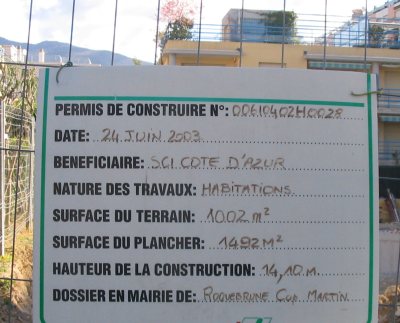 PERMIS DE CONSTRUIRE N°: 00610402H0028
DATE: 24 JUIN 2003
BENEFICIAIRE: SCI COTE D'AZUR
NATURE DES TRAVAUX: HABITATIONS
SURFACE DU TERRAIN: 1002 m²
SURFACE DU PLANCHER: 1492 M²
HAUTEUR DE LA CONSTRUCTION: 14,10 M
DOSSIER EN MAIRIE DE: ROQUEBRUNE CAP MARTIN